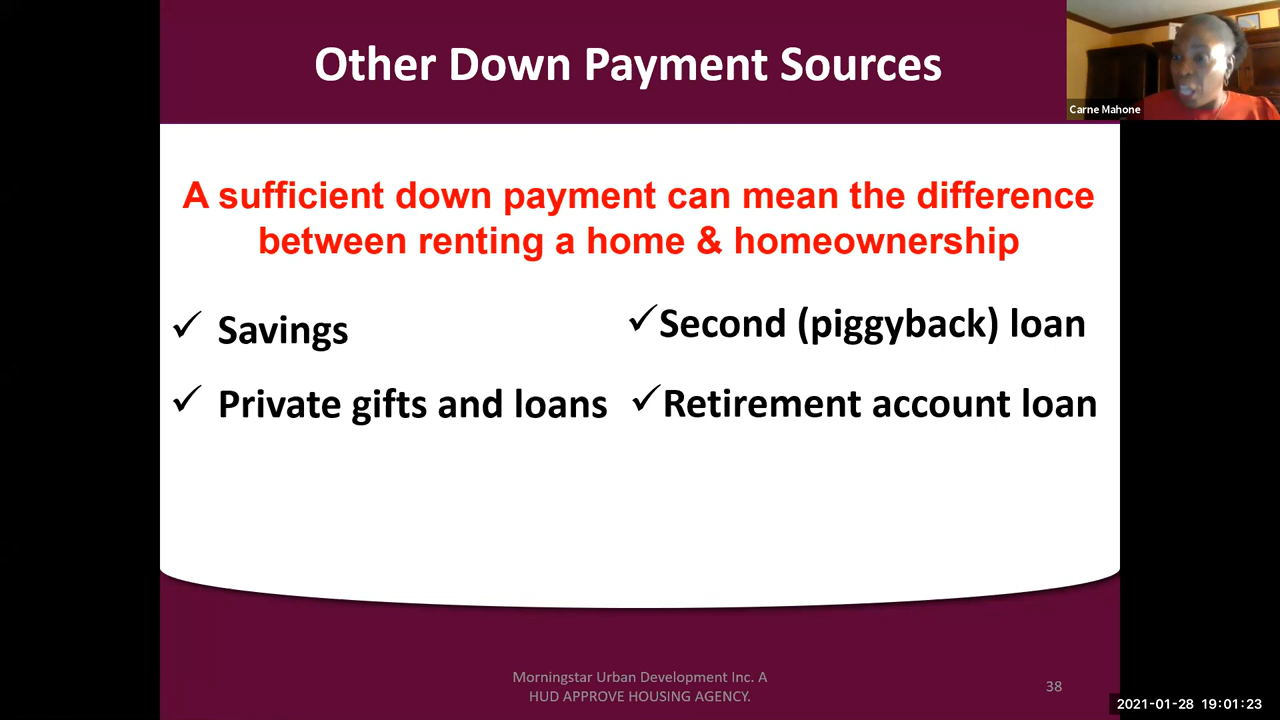 Other Down Payment Sources
Carne Mahone
A sufficient down payment can mean the difference
between renting a home & homeownership
✓ Savings
✓ Second (piggyback) loan
✓ Private gifts and loans
✓ Retirement account loan
Morningstar Urban Development Inc. A
HUD APPROVE HOUSING AGENCY.
38
2021-01-28 19:01:23